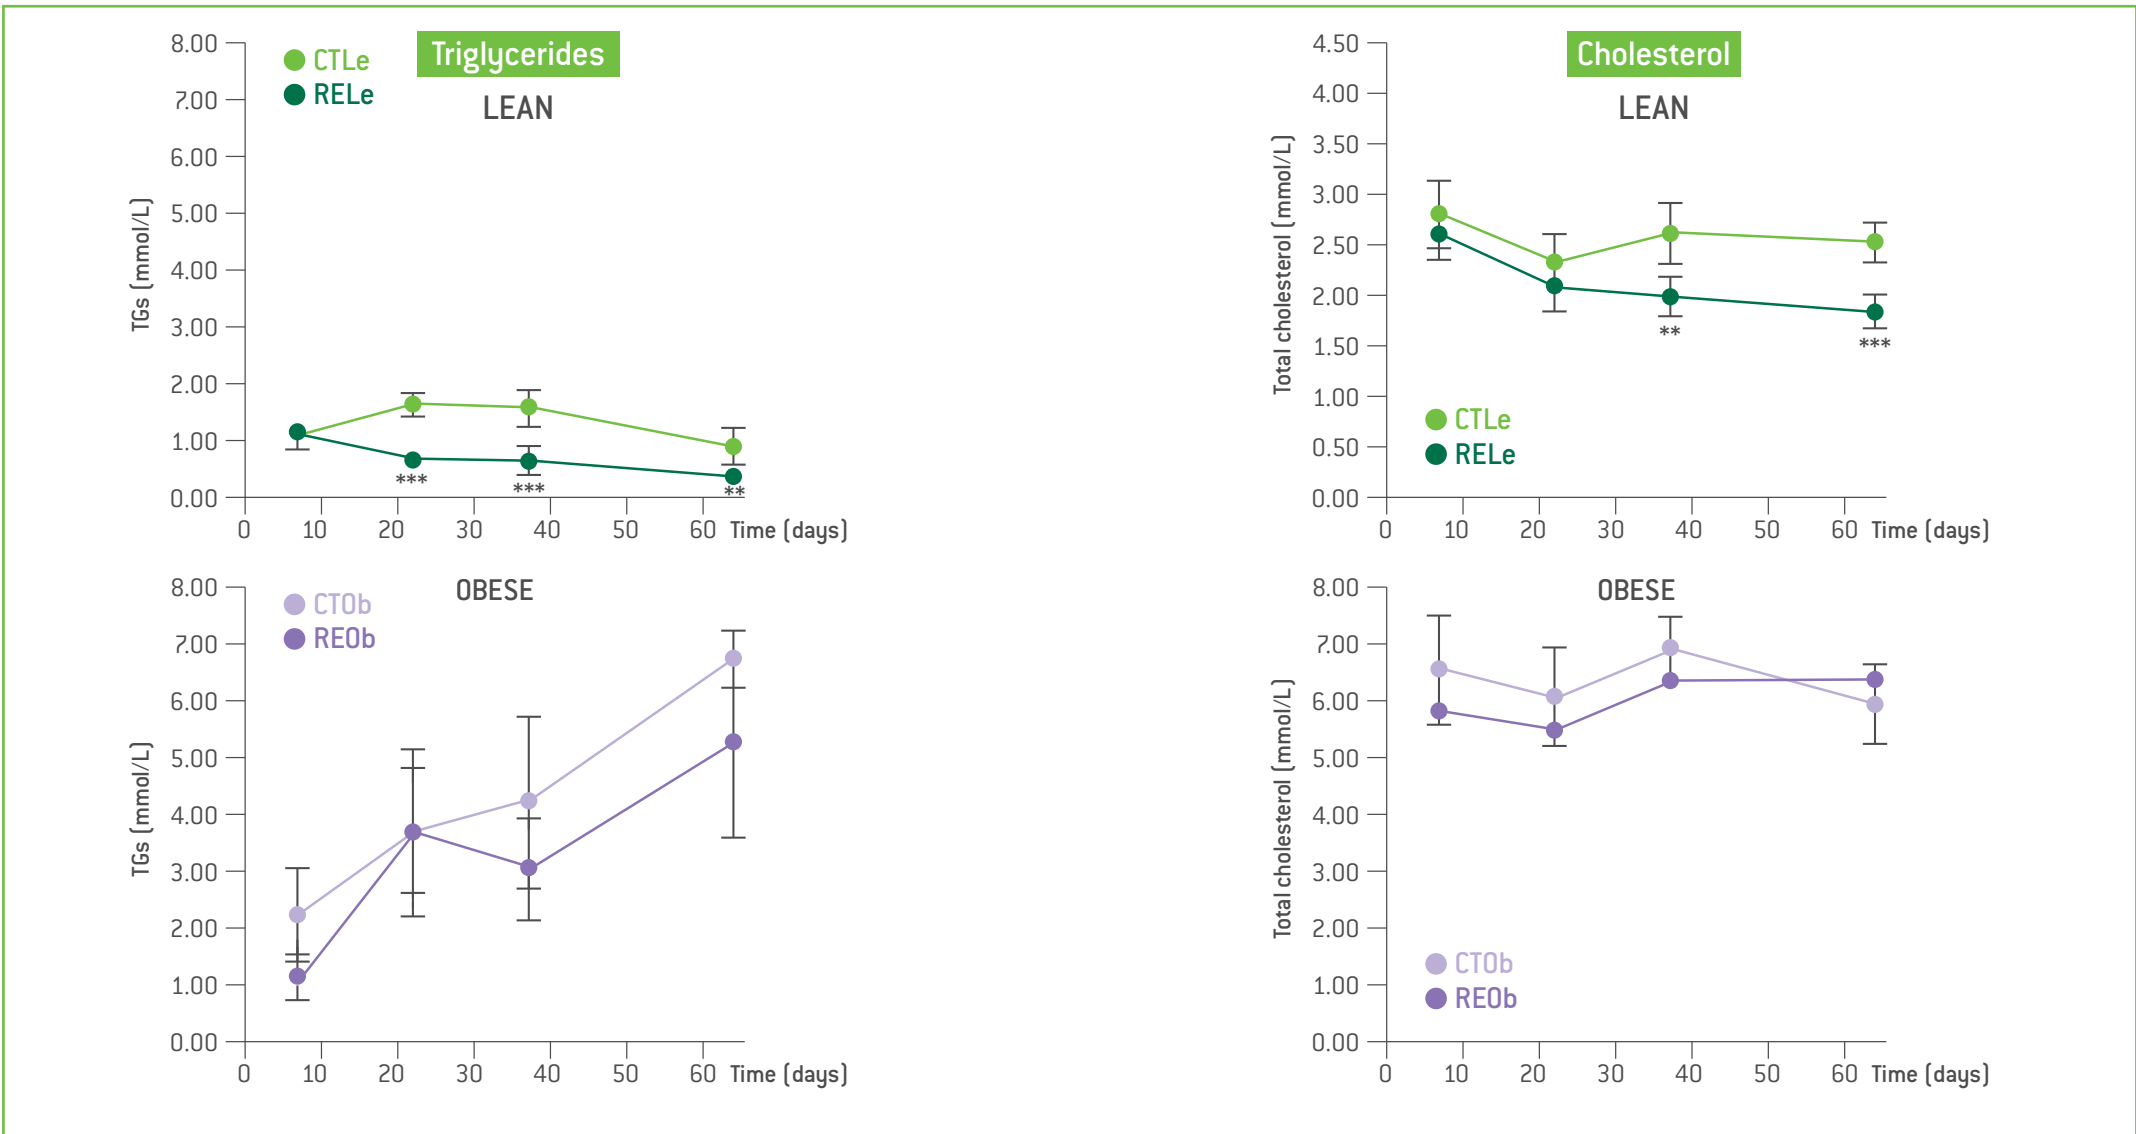 Triglycerides
LEAN
CTLe
RELe
TGs (mmol/L)
8.00
7.00
6.00
5.00
4.00
3.00
2.00
1.00
0.00
***
***
**
0 10 20 30 40 50 60 Time (days)
Cholesterol
LEAN
Total cholesterol (mmol/L)
4.50
4.00
3.50
3.00
2.50
2.00
1.50
1.00
0.50
0.00
**
***
CTLe
RELe
0 10 20 30 40 50 60 Time (days)
OBESE
CTOb
REOb
TGs (mmol/L)
8.00
7.00
6.00
5.00
4.00
3.00
2.00
1.00
0.00
0 10 20 30 40 50 60 Time (days)
OBESE
Total cholesterol (mmol/L)
8.00
7.00
6.00
5.00
4.00
3.00
2.00
1.00
0.00
CTOb
REOb
0 10 20 30 40 50 60 Time (days)